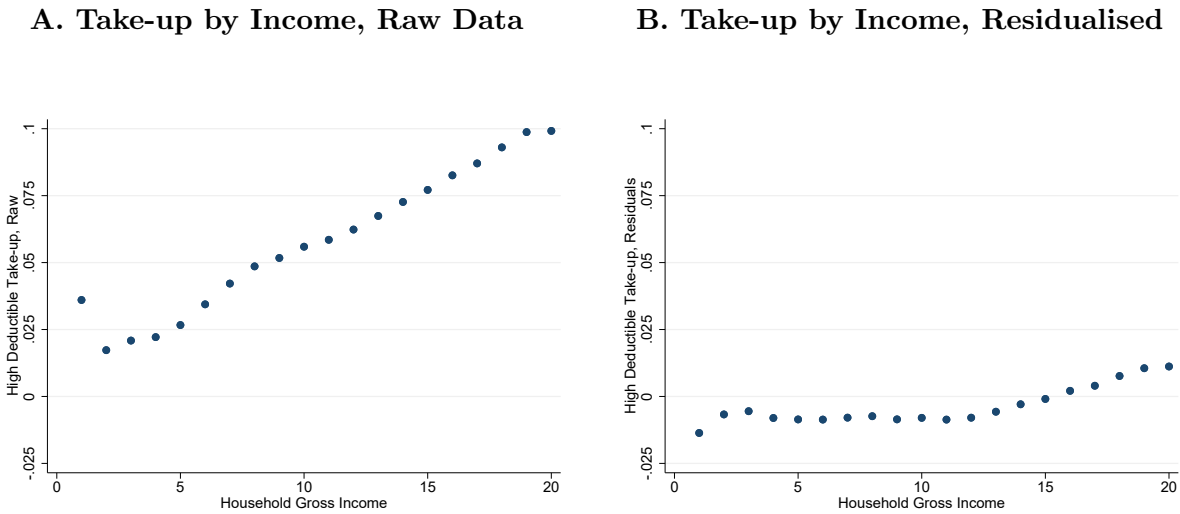 A. Take-up by Income, Raw Data
High Deductible Take-up, Raw
.1
.075
.05
.025
0
-.025
0 5 10 15 20
Household Gross Income
B. Take-up by Income, Residualised
High Deductible Take-up, Residuals
.1
.075
.05
.025
0
-.025
0 5 10 15 20
Household Gross Income